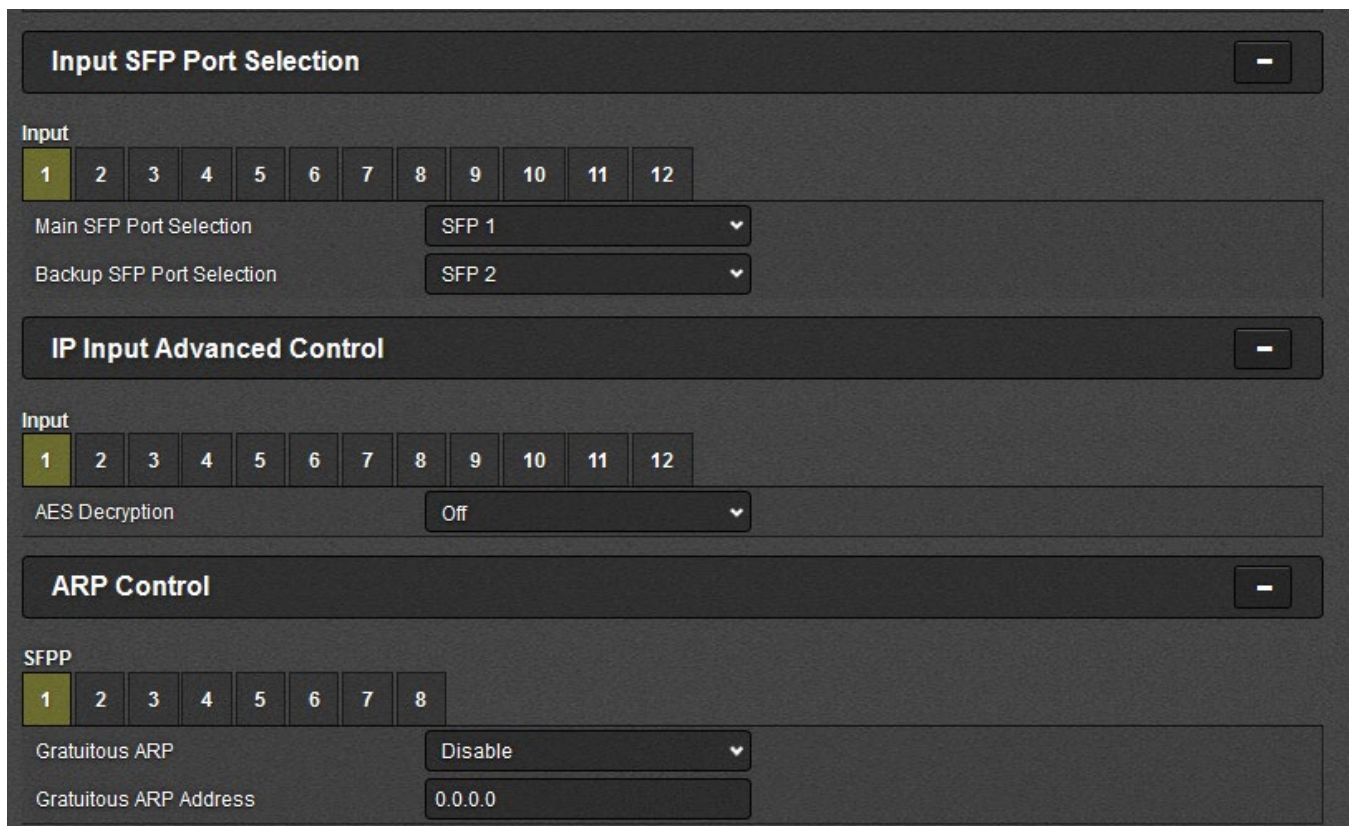 Input SFP Port Selection
Input
1 2 3 4 5 6 7 8 9 10 11 12
Main SFP Port Selection SFP 1
Backup SFP Port Selection SFP 2
IP Input Advanced Control
Input
1 2 3 4 5 6 7 8 9 10 11 12
AES Decryption Off
ARP Control
SFPP
1 2 3 4 5 6 7 8
Gratuitous ARP Disable
Gratuitous ARP Address 0.0.0.0